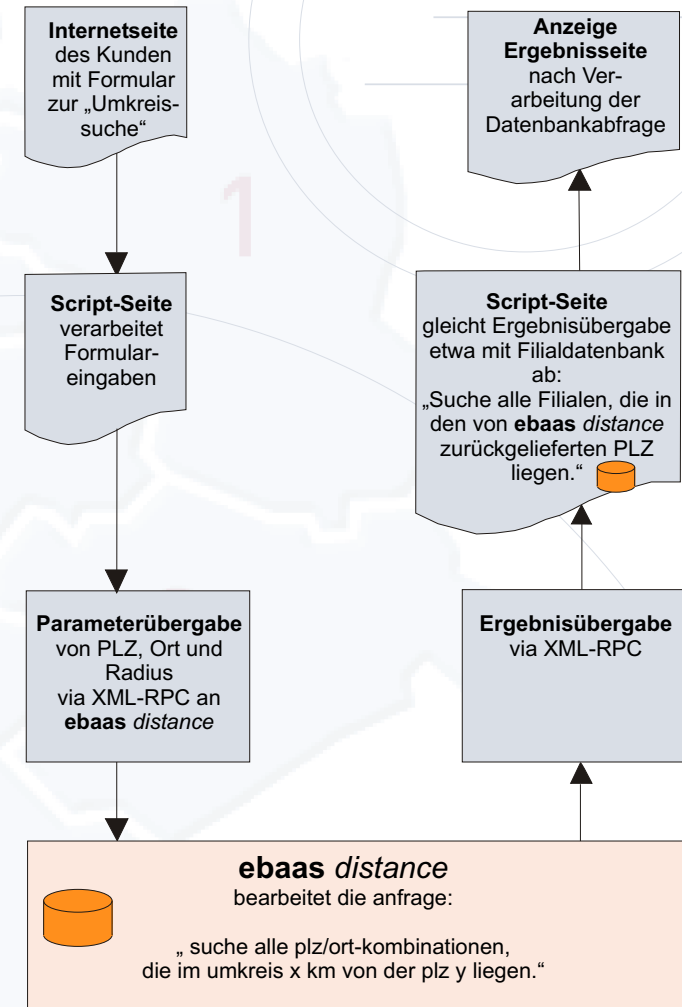 Internetseite
des Kunden
mit Formular
zur „Umkreis-
suche“
Script-Seite
verarbeitet
Formular-
eingaben
Parameterübergabe
von PLZ, Ort und
Radius
via XML-RPC an
ebaas distance
ebaas distance
bearbeitet die anfrage:
„ suche alle plz/ort-kombinationen,
die im umkreis x km von der plz y liegen.“
Ergebnisübergabe
via XML-RPC
Script-Seite
gleicht Ergebnisübergabe
etwa mit Filialdatenbank
ab:
„Suche alle Filialen, die in
den von ebaas distance
zurückgelieferten PLZ
liegen.“
Anzeige
Ergebnisseite
nach Ver-
arbeitung der
Datenbankabfrage
1